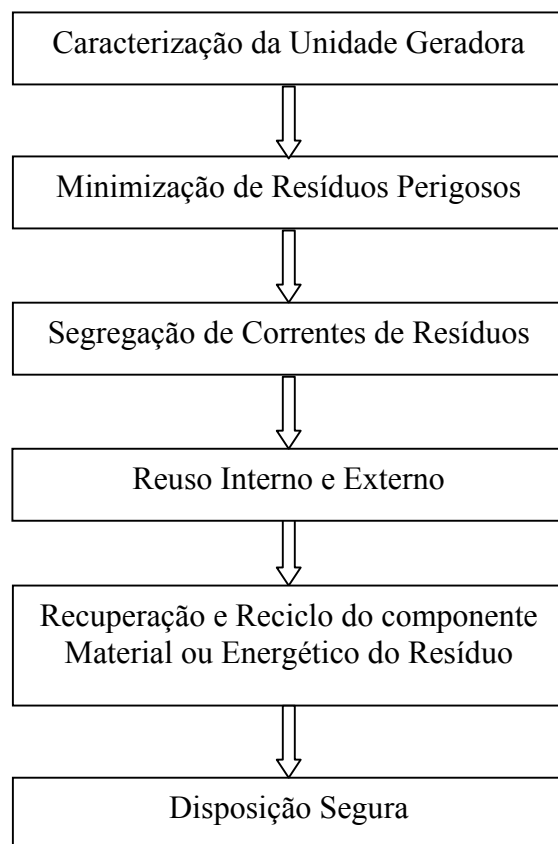 Caracterização da Unidade Geradora
Minimização de Resíduos Perigosos
Segregação de Correntes de Resíduos
Reuso Interno e Externo
Recuperação e Reciclo do componente
Material ou Energético do Resíduo
Disposição Segura